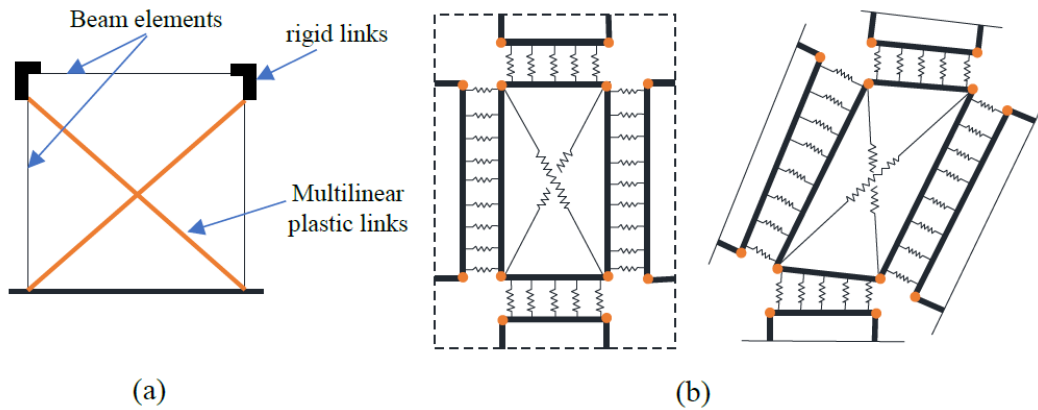 Beam elements
rigid links
Multilinear
plastic links
(a)
(b)